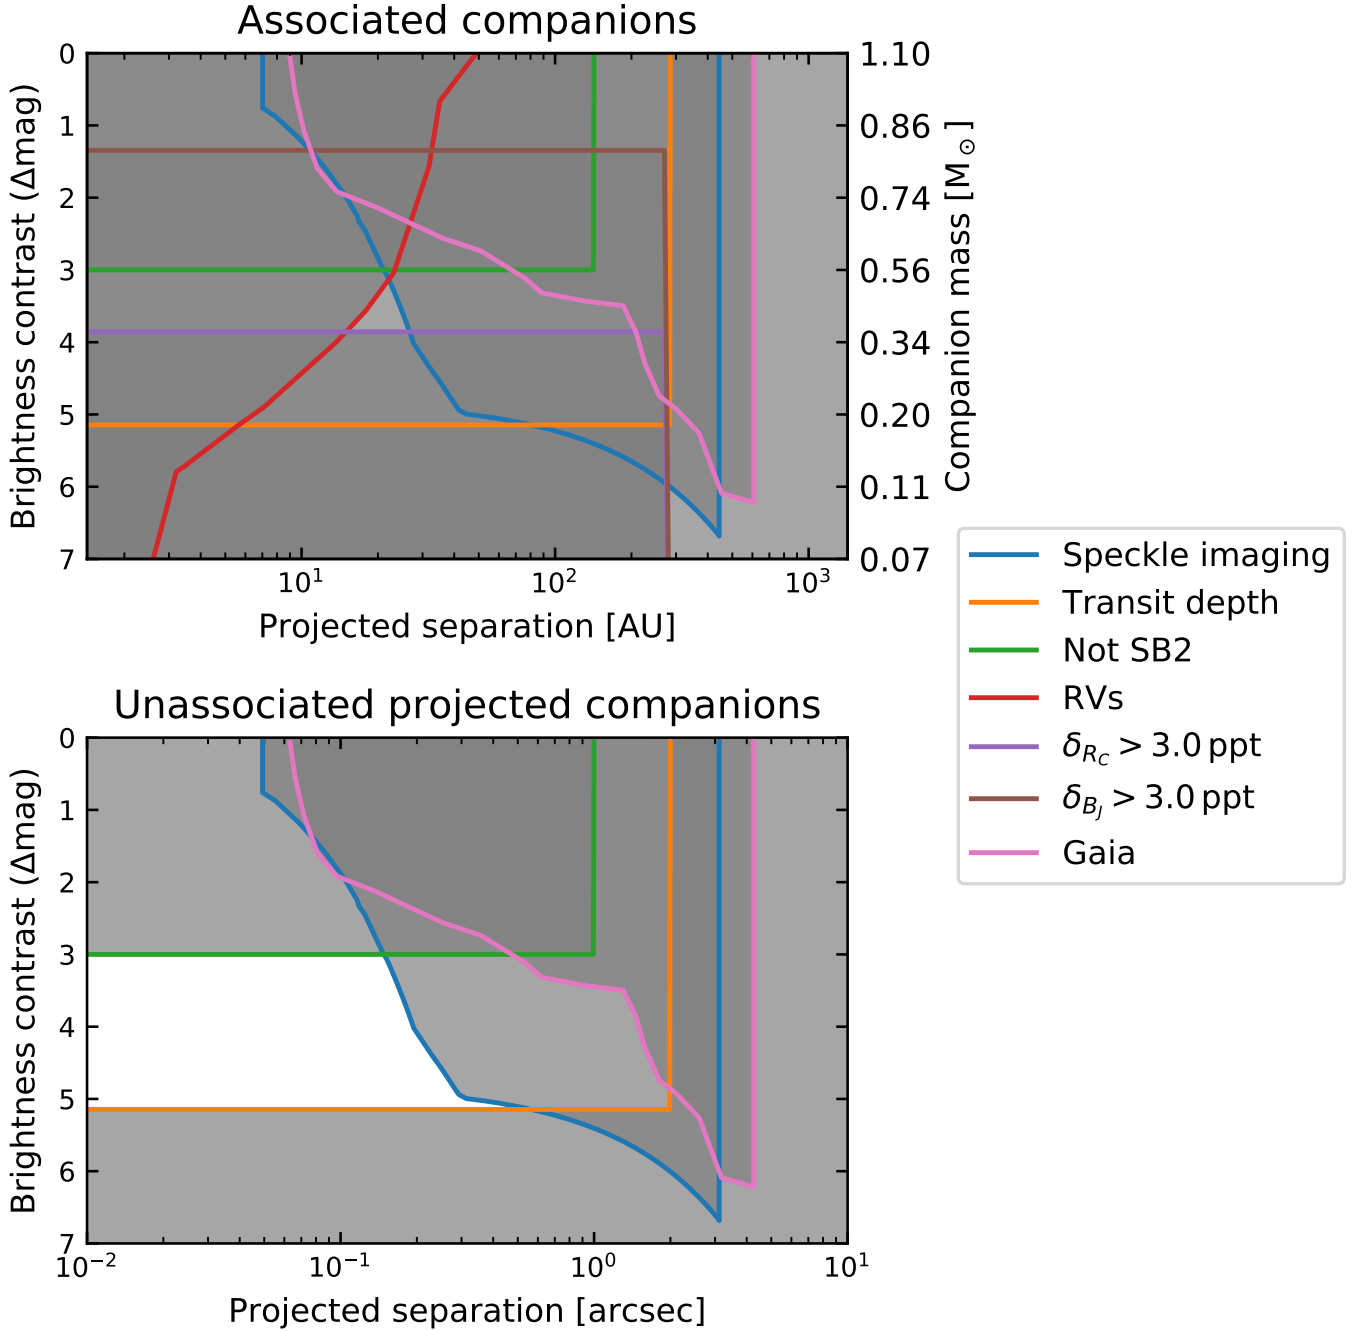 Associated companions
Brightness contrast (Δmag)
0
1
2
3
4
5
6
7
1.10
0.86
0.74
0.56
0.34
0.20
0.11
0.07
Companion mass [M⊙]
10¹
10²
10³
Projected separation [AU]
Speckle imaging
Transit depth
Not SB2
RVs
δ_{R_C} > 3.0 ppt
δ_{B_J} > 3.0 ppt
Gaia
Unassociated projected companions
Brightness contrast (Δmag)
0
1
2
3
4
5
6
7
10⁻²
10⁻¹
10⁰
10¹
Projected separation [arcsec]